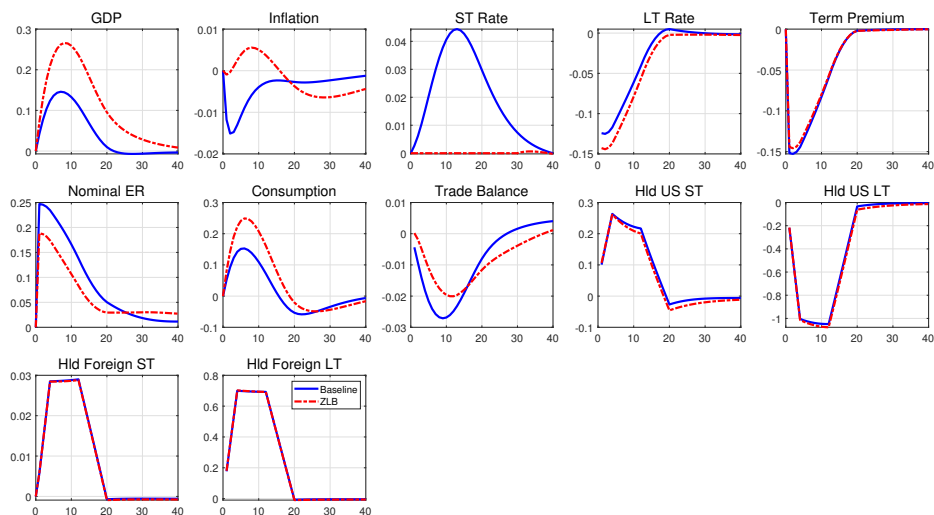 GDP Inflation ST Rate LT Rate Term Premium
0.3 0.01 0.04 0 0
0.2 0 0.03 -0.05 -0.05
0.1 -0.01 0.02 -0.1 -0.1
0 -0.02 0.01 -0.15 -0.15
0
0 10 20 30 40 0 10 20 30 40 0 10 20 30 40 0 10 20 30 40 0 10 20 30 40
Nominal ER Consumption Trade Balance Hld US ST Hld US LT
0.25 0.3 0.01 0.3 0
0.2 0.2 0 0.2 -0.2
0.15 0.1 -0.01 0.1 -0.4
0.1 0 -0.02 0 -0.6
0.05 -0.1 -0.03 -0.1 -0.8
0 -1
0 10 20 30 40 0 10 20 30 40 0 10 20 30 40 0 10 20 30 40 0 10 20 30 40
Hld Foreign ST Hld Foreign LT
0.03 0.8
0.02 0.6
0.01 0.4
0 0.2
0
0 10 20 30 40 0 10 20 30 40
Baseline
ZLB